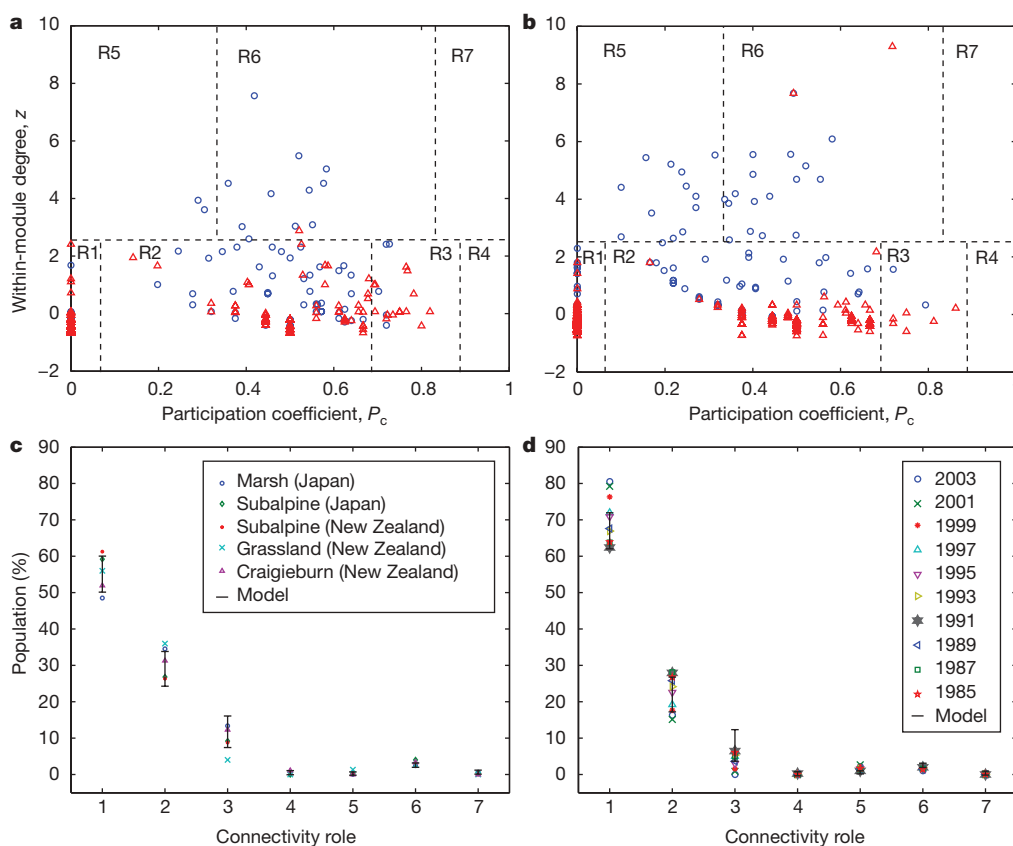 a
10
8
6
4
2
0
−2
Within-module degree, z
R5
R6
R7
R1
R2
R3
R4
0
0.2
0.4
0.6
0.8
1
Participation coefficient, Pc
b
10
8
6
4
2
0
−2
R5
R6
R7
R1
R2
R3
R4
0
0.2
0.4
0.6
0.8
Participation coefficient, Pc
c
90
80
70
60
50
40
30
20
10
0
Population (%)
Marsh (Japan)
Subalpine (Japan)
Subalpine (New Zealand)
Grassland (New Zealand)
Craigieburn (New Zealand)
Model
1
2
3
4
5
6
7
Connectivity role
d
90
80
70
60
50
40
30
20
10
0
2003
2001
1999
1997
1995
1993
1991
1989
1987
1985
Model
1
2
3
4
5
6
7
Connectivity role